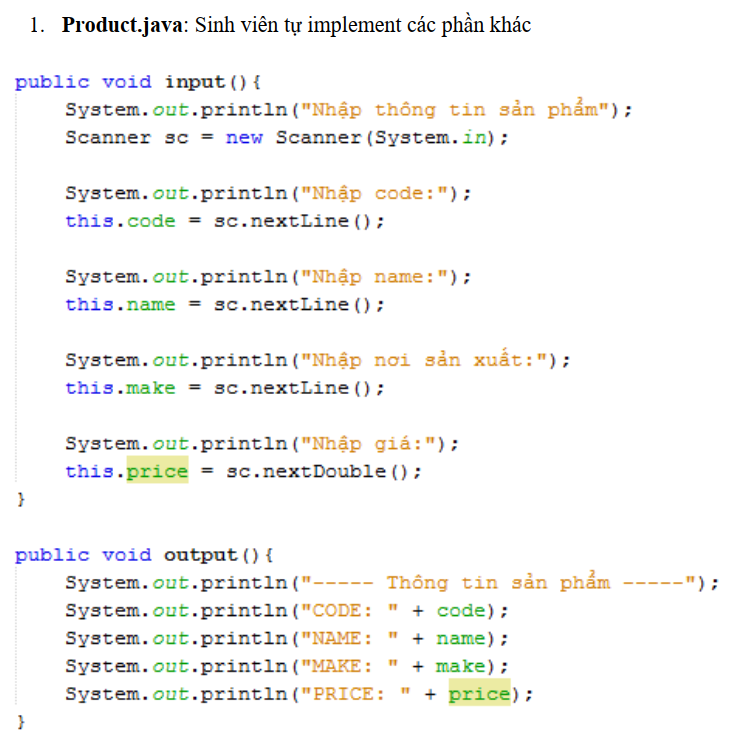 1. Product.java: Sinh viên tự implement các phần khác
public void input(){
System.out.println("Nhập thông tin sản phẩm");
Scanner sc = new Scanner(System.in);
System.out.println("Nhập code:");
this.code = sc.nextLine();
System.out.println("Nhập name:");
this.name = sc.nextLine();
System.out.println("Nhập nơi sản xuất:");
this.make = sc.nextLine();
System.out.println("Nhập giá:");
this.price = sc.nextDouble();
}
public void output(){
System.out.println("----- Thông tin sản phẩm -----");
System.out.println("CODE: " + code);
System.out.println("NAME: " + name);
System.out.println("MAKE: " + make);
System.out.println("PRICE: " + price);
}